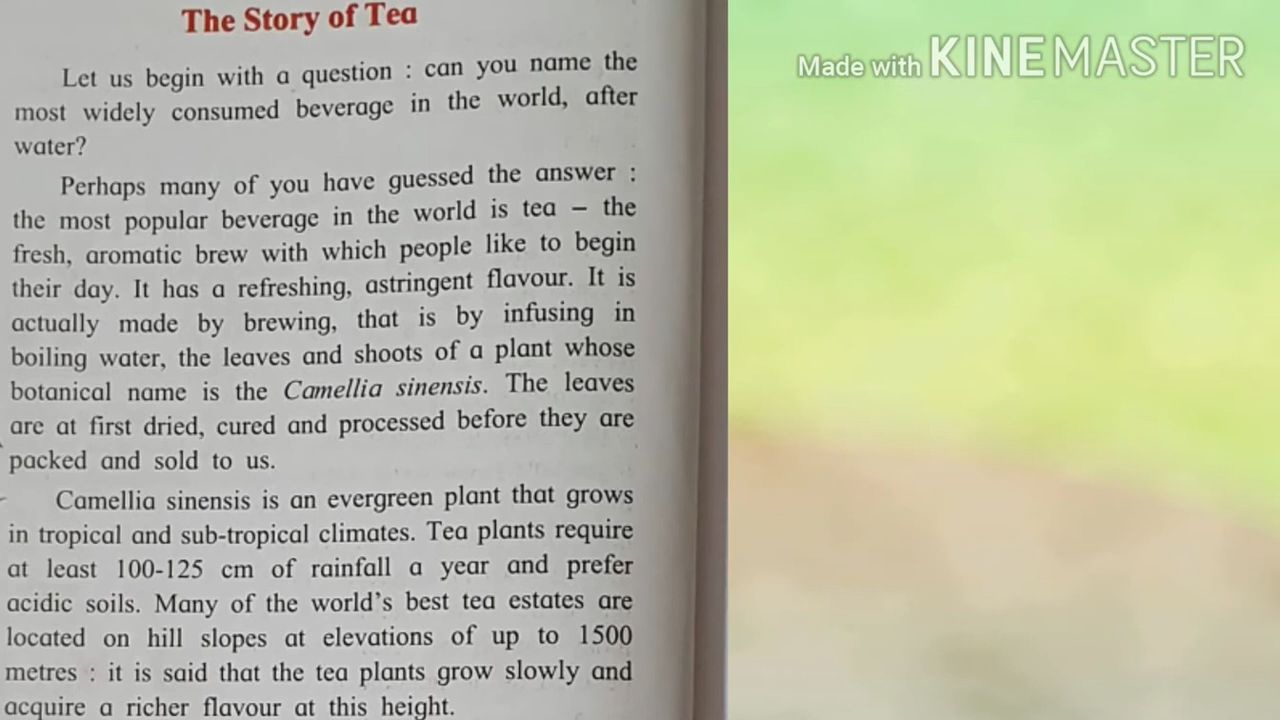 The Story of Tea
Let us begin with a question : can you name the
most widely consumed beverage in the world, after
water?
Perhaps many of you have guessed the answer :
the most popular beverage in the world is tea – the
fresh, aromatic brew with which people like to begin
their day. It has a refreshing, astringent flavour. It is
actually made by brewing, that is by infusing in
boiling water, the leaves and shoots of a plant whose
botanical name is the Camellia sinensis. The leaves
are at first dried, cured and processed before they are
packed and sold to us.
Camellia sinensis is an evergreen plant that grows
in tropical and sub-tropical climates. Tea plants require
at least 100-125 cm of rainfall a year and prefer
acidic soils. Many of the world's best tea estates are
located on hill slopes at elevations of up to 1500
metres : it is said that the tea plants grow slowly and
acquire a richer flavour at this height.
Made with KINEMASTER